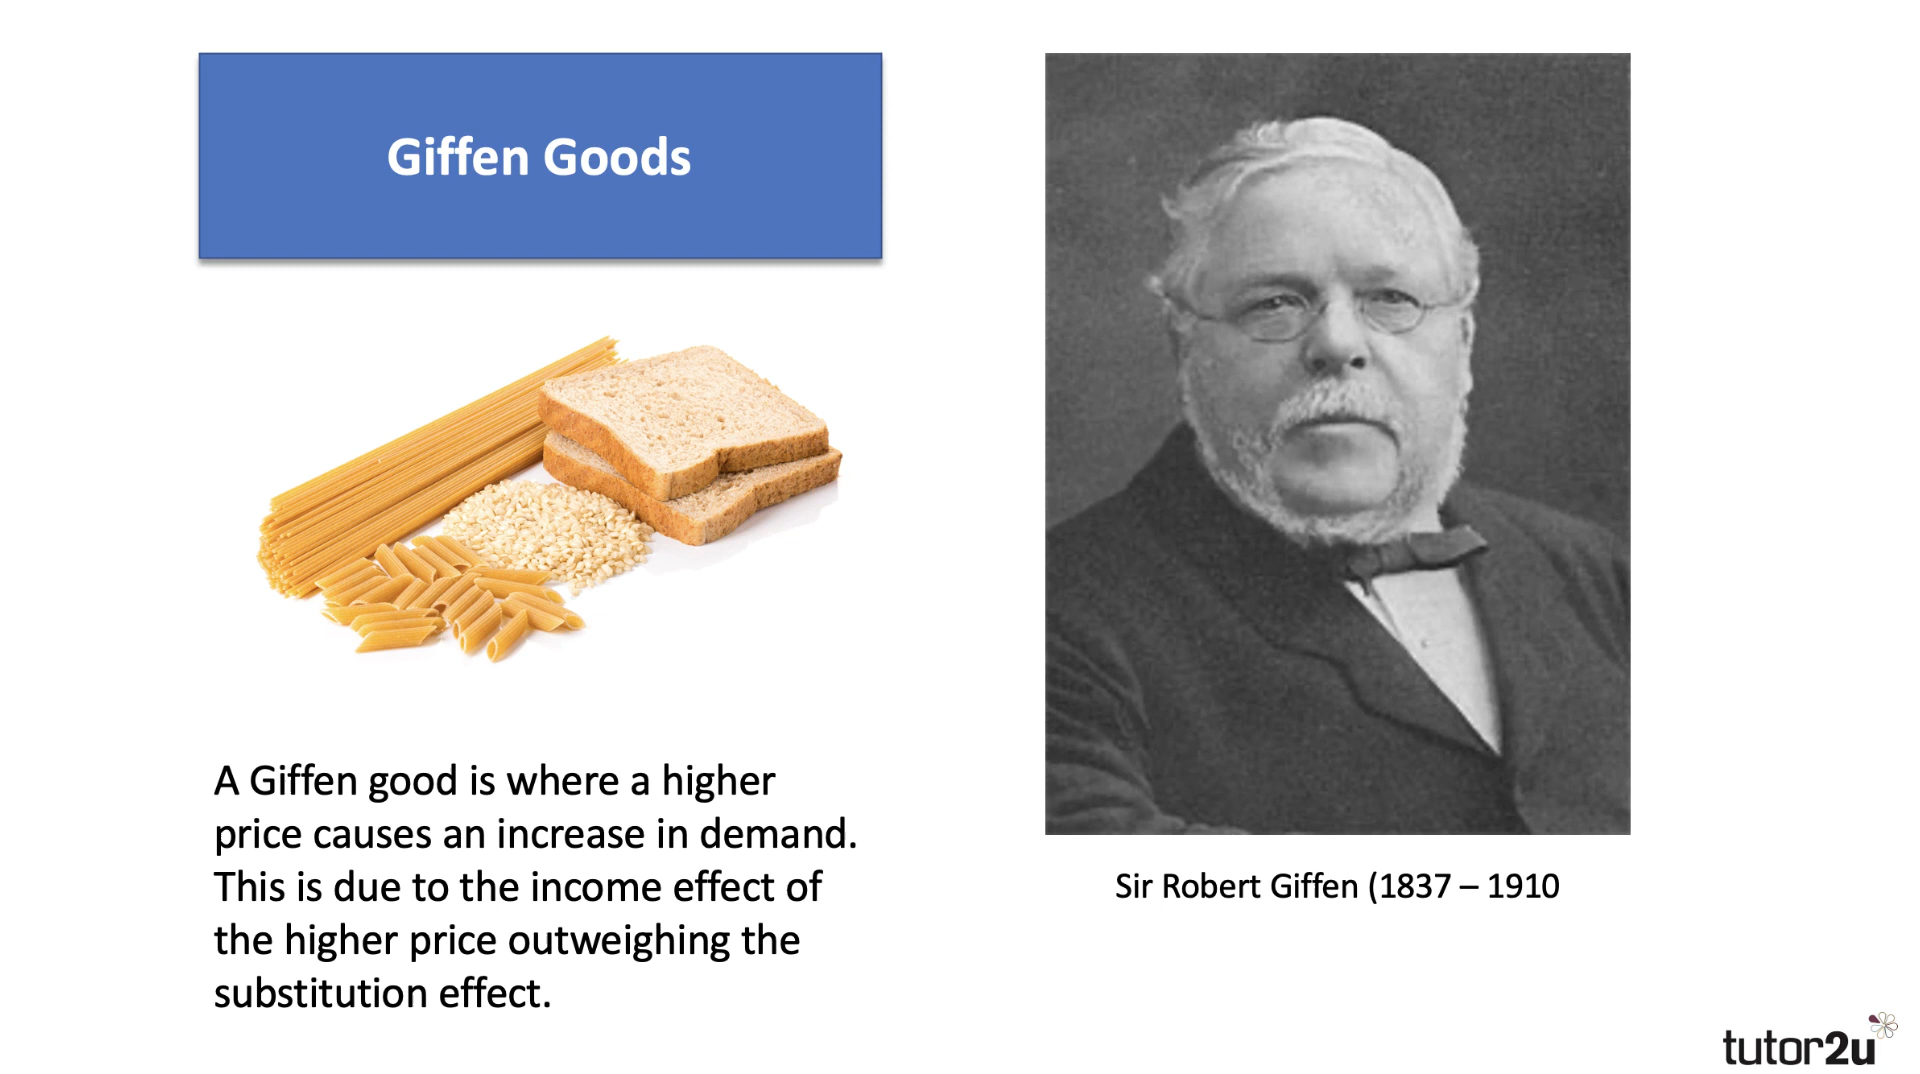 Giffen Goods
A Giffen good is where a higher
price causes an increase in demand.
This is due to the income effect of
the higher price outweighing the
substitution effect.
Sir Robert Giffen (1837 – 1910
tutor2u